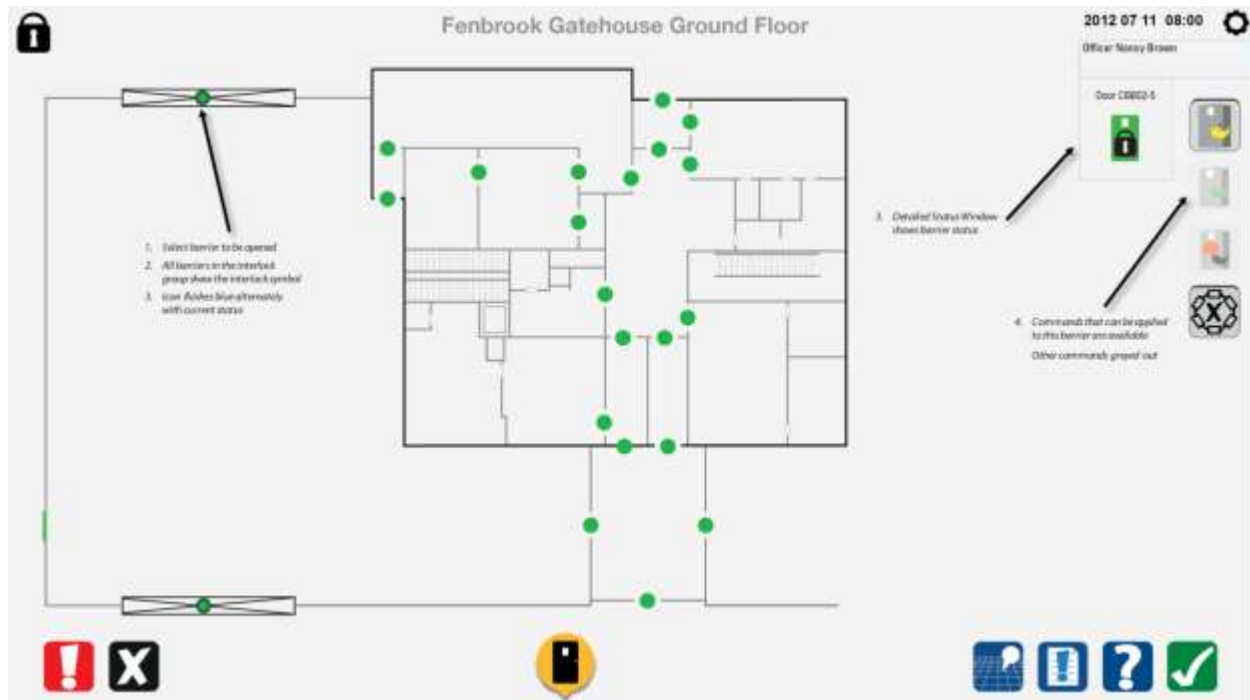 Fenbrook Gatehouse Ground Floor
2012 07 11 08:00
Officer Nancy Brown
Door CGB02-5
1. Select barrier to be opened
2. All barriers in the interlock
group show the interlock symbol
3. Icon flashes blue alternately
with current status
3. Detailed Status Window
shows barrier status
4. Commands that can be applied
to this barrier are available
Other commands greyed out
X
X